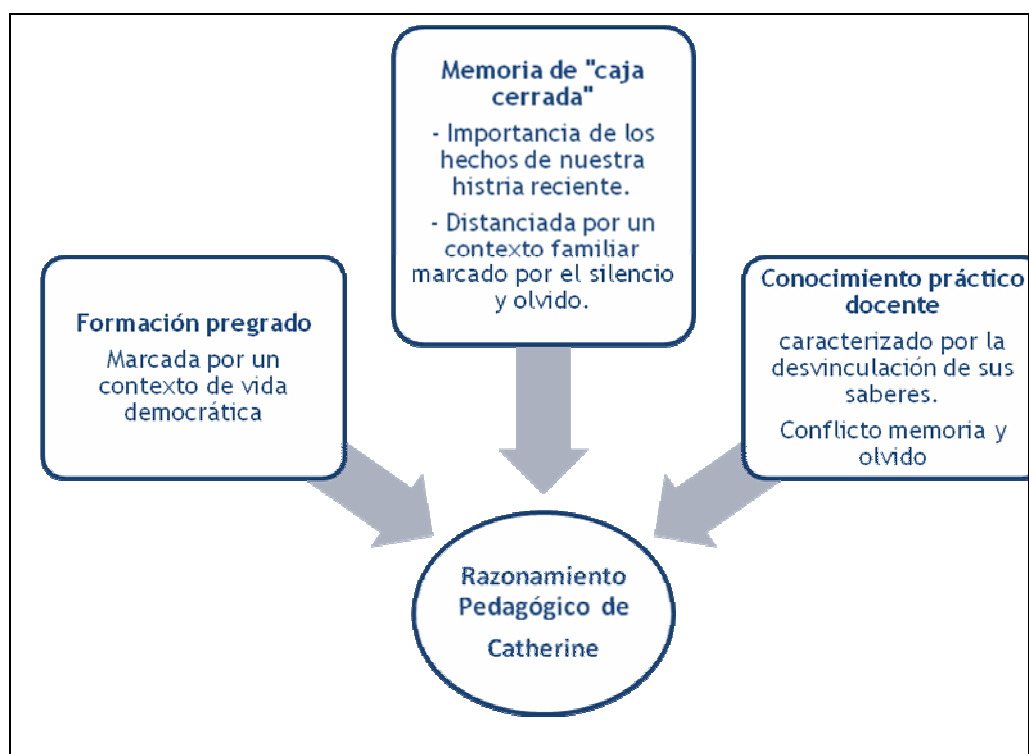 Memoria de "caja
cerrada"
- Importancia de los
hechos de nuestra
histria reciente.
- Distanciada por un
contexto familiar
marcado por el silencio
y olvido.
Formación pregrado
Marcada por un
contexto de vida
democrática
Conocimiento práctico
docente
caracterizado por la
desvinculación de sus
saberes.
Conflicto memoria y
olvido
Razonamiento
Pedagógico de
Catherine